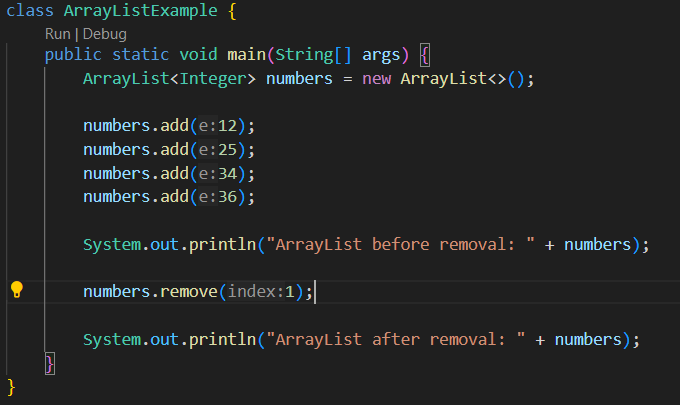 class ArrayListExample {
Run | Debug
public static void main(String[] args) {
ArrayList<Integer> numbers = new ArrayList<>();
numbers.add(e:12);
numbers.add(e:25);
numbers.add(e:34);
numbers.add(e:36);
System.out.println("ArrayList before removal: " + numbers);
numbers.remove(index:1);
System.out.println("ArrayList after removal: " + numbers);
}
}